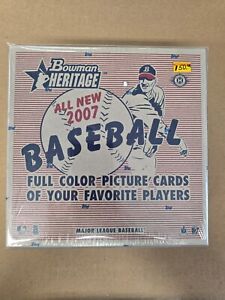 Bowman
HERITAGE
ALL NEW
2007
BASEBALL
FULL COLOR PICTURE CARDS
OF YOUR FAVORITE PLAYERS
MAJOR LEAGUE BASEBALL